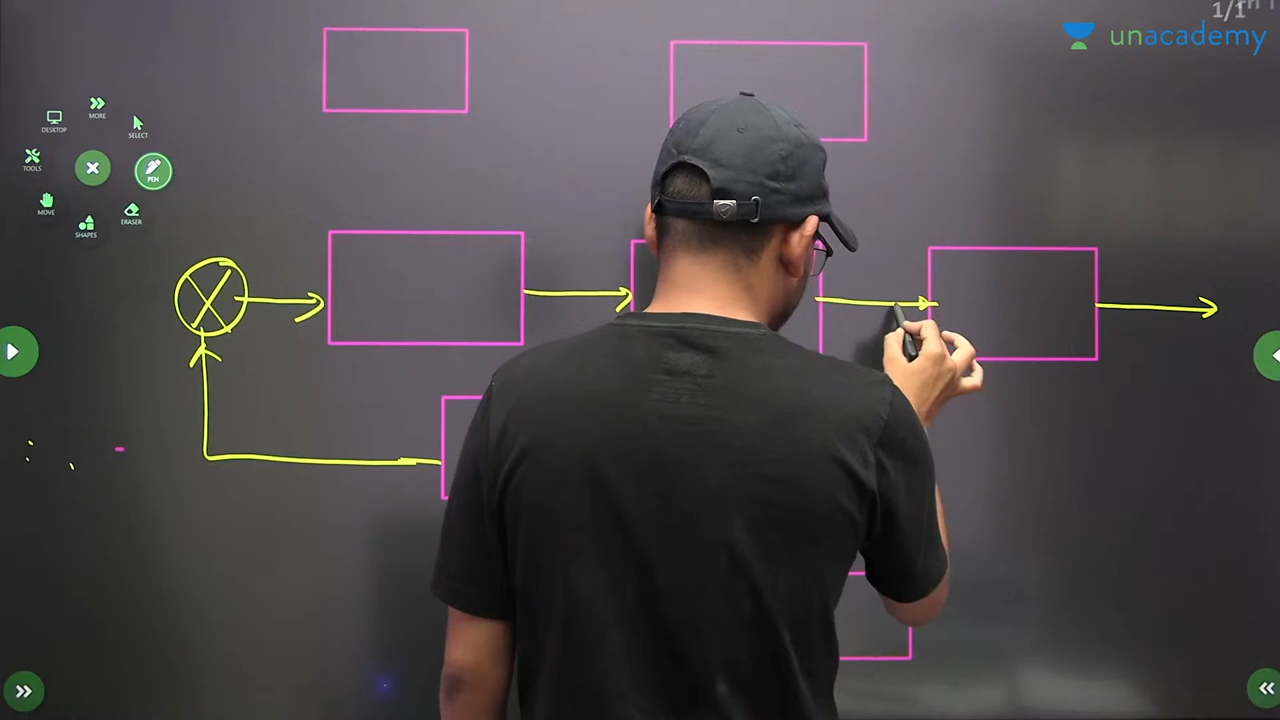 1/1
unacademy
MORE
DESKTOP
SELECT
TOOLS
PEN
MOVE
ERASER
SHAPES